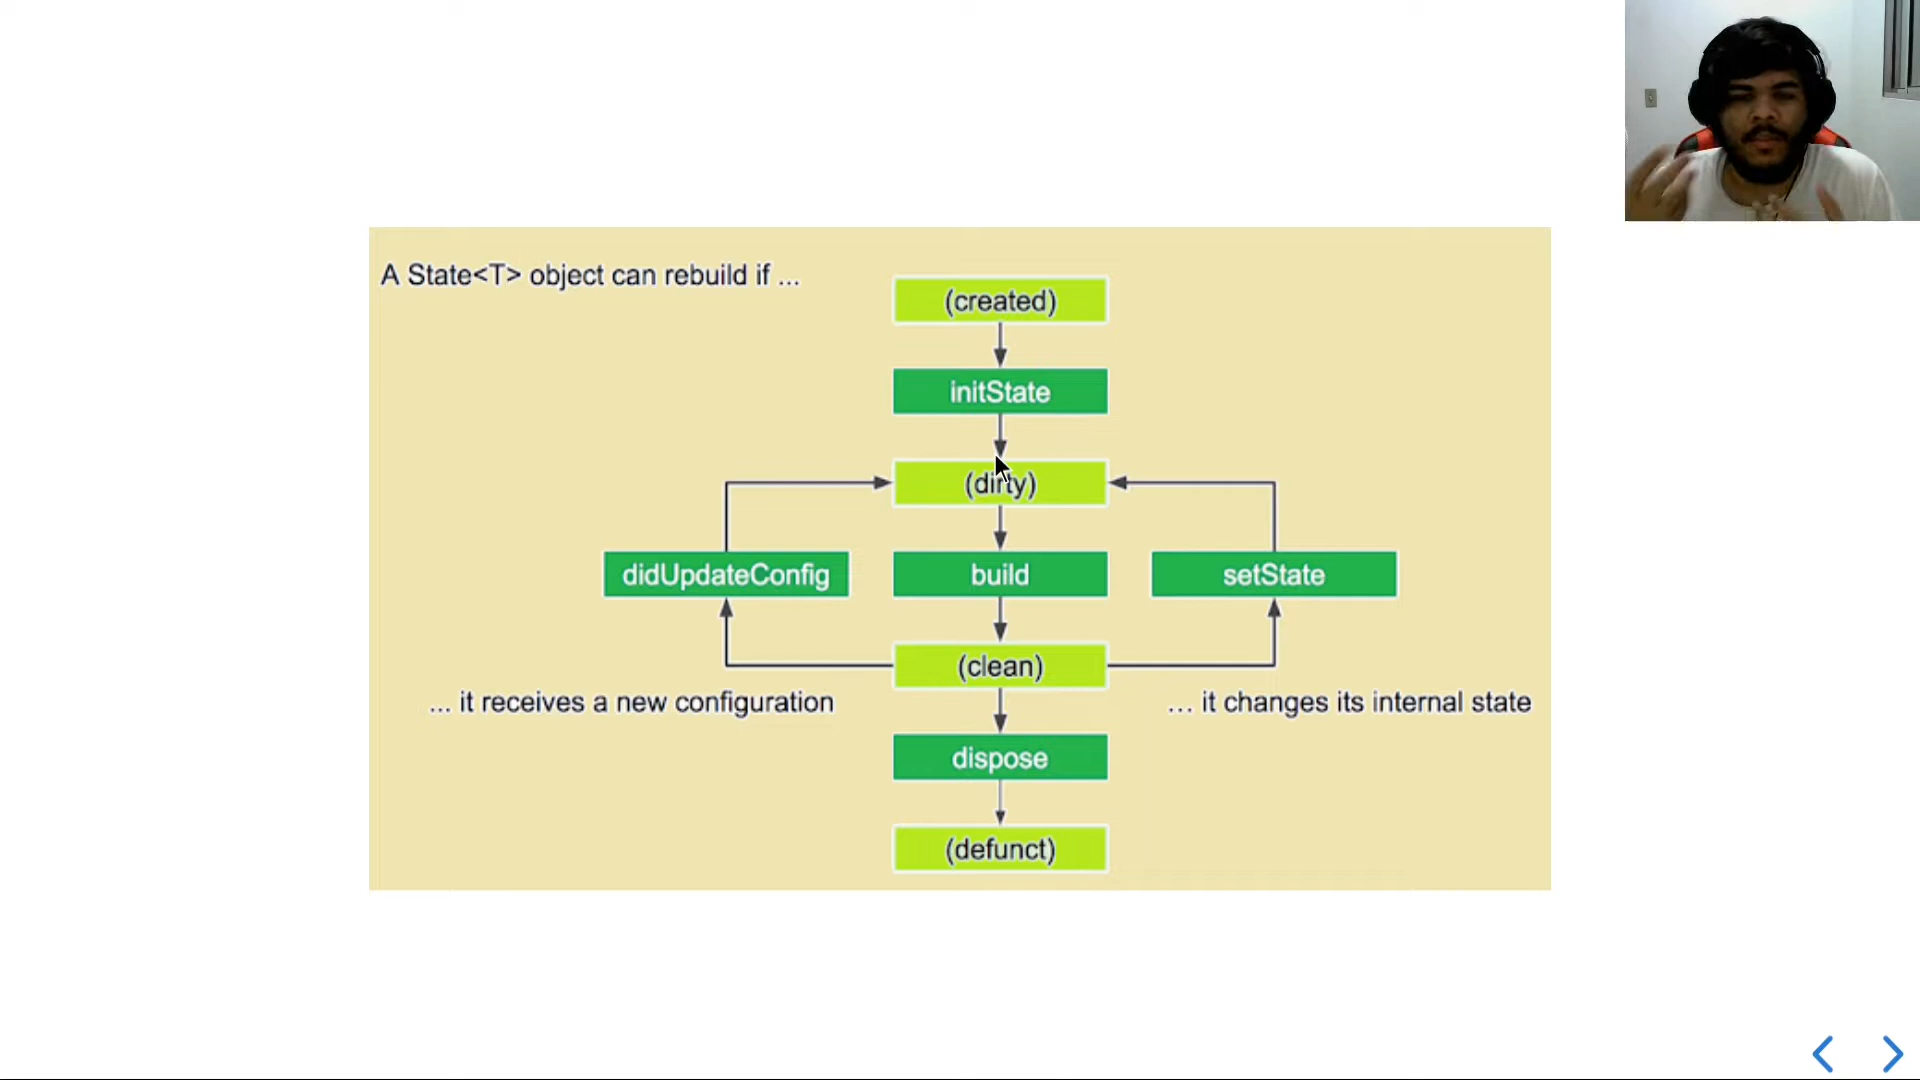 A State<T> object can rebuild if ...
(created)
initState
(dirty)
didUpdateConfig
build
setState
(clean)
... it receives a new configuration
... it changes its internal state
dispose
(defunct)